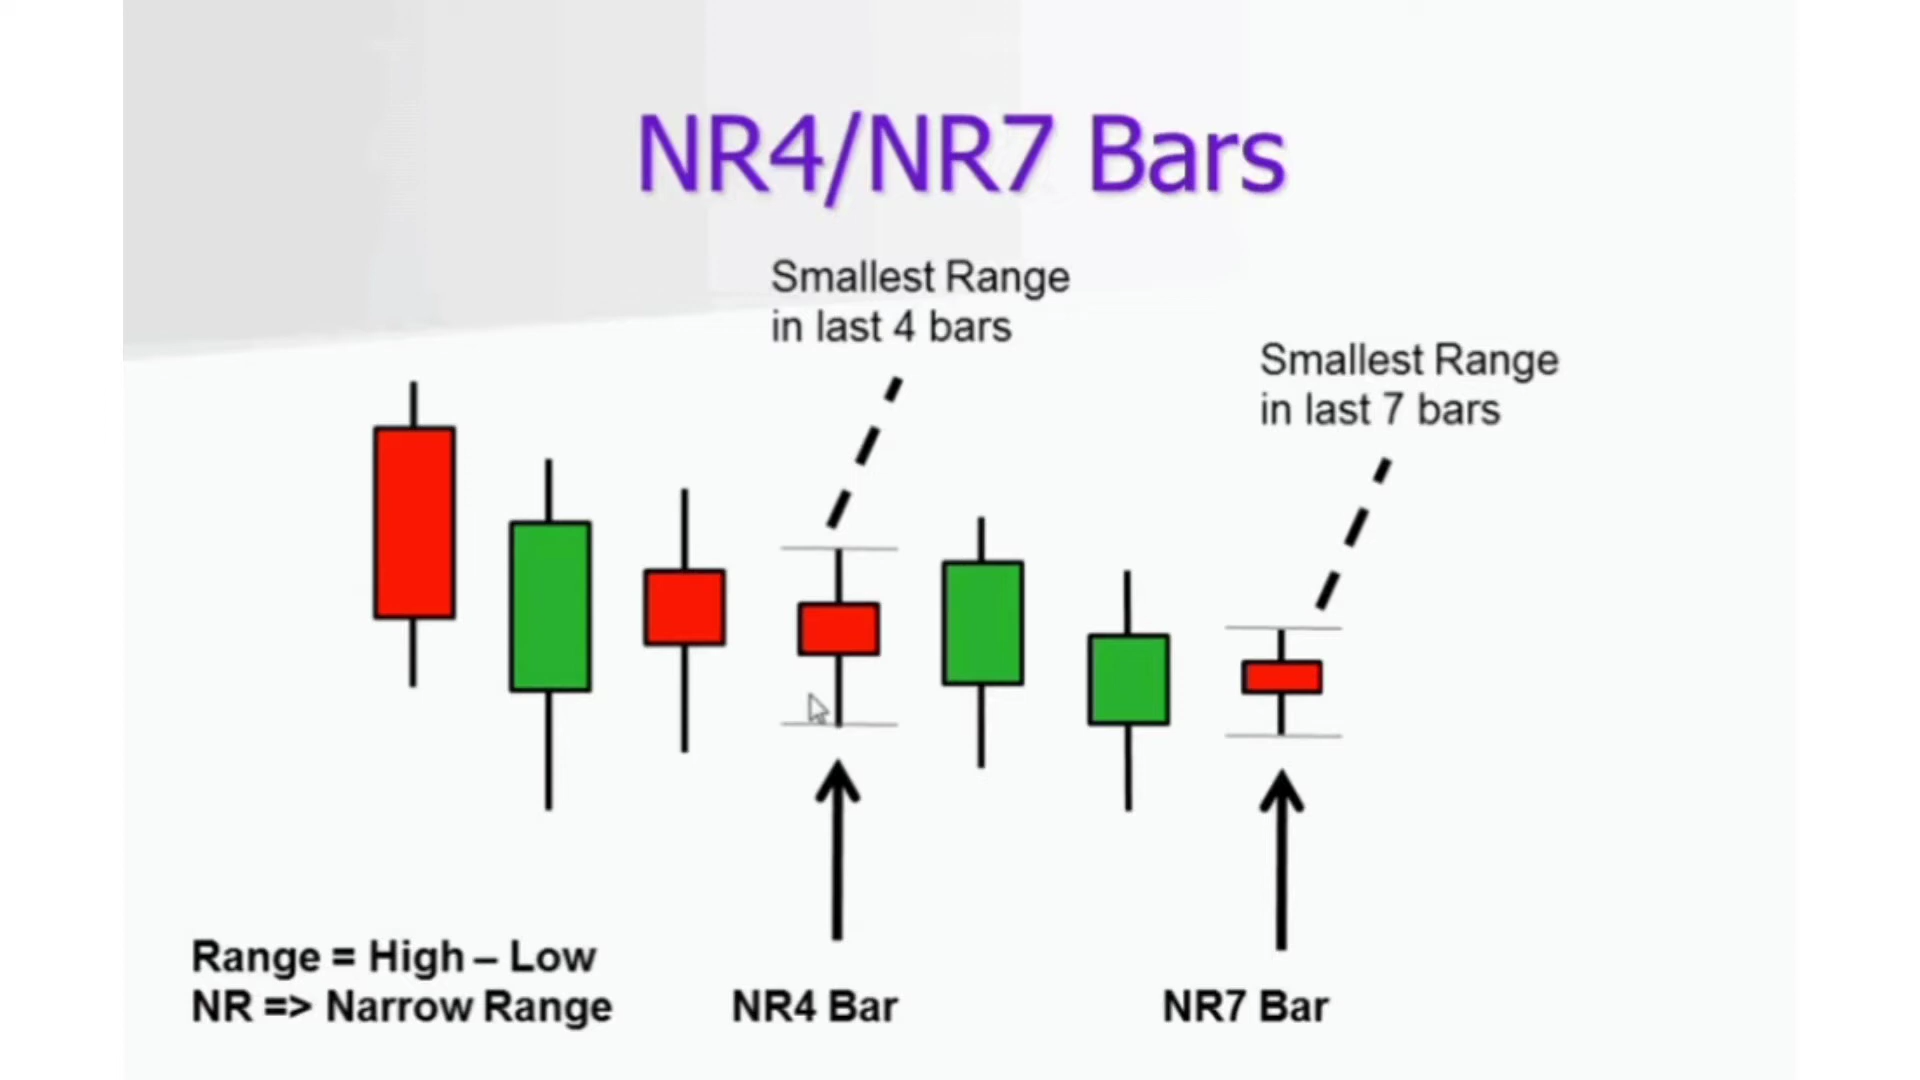 NR4/NR7 Bars
Smallest Range
in last 4 bars
Smallest Range
in last 7 bars
Range = High – Low
NR => Narrow Range
NR4 Bar
NR7 Bar